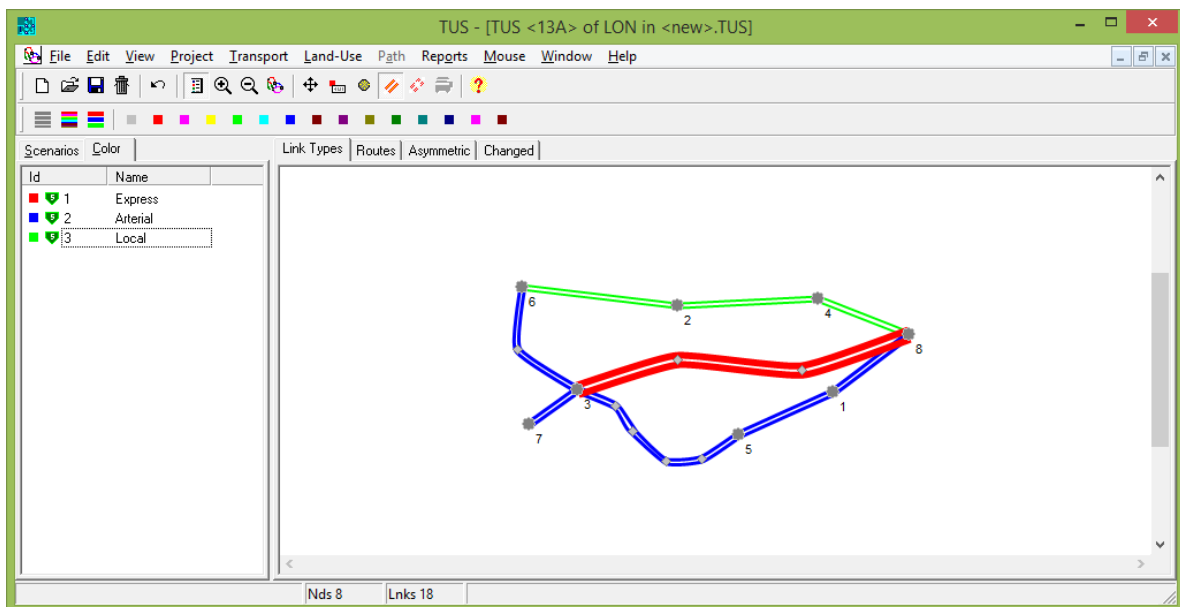 TUS - [TUS <13A> of LON in <new>.TUS]
File Edit View Project Transport Land-Use Path Reports Mouse Window Help
Scenarios Color
Link Types Routes Asymmetric Changed
Id Name
1 Express
2 Arterial
3 Local
6
2
4
8
3
1
7
5
Nds 8 Lnks 18